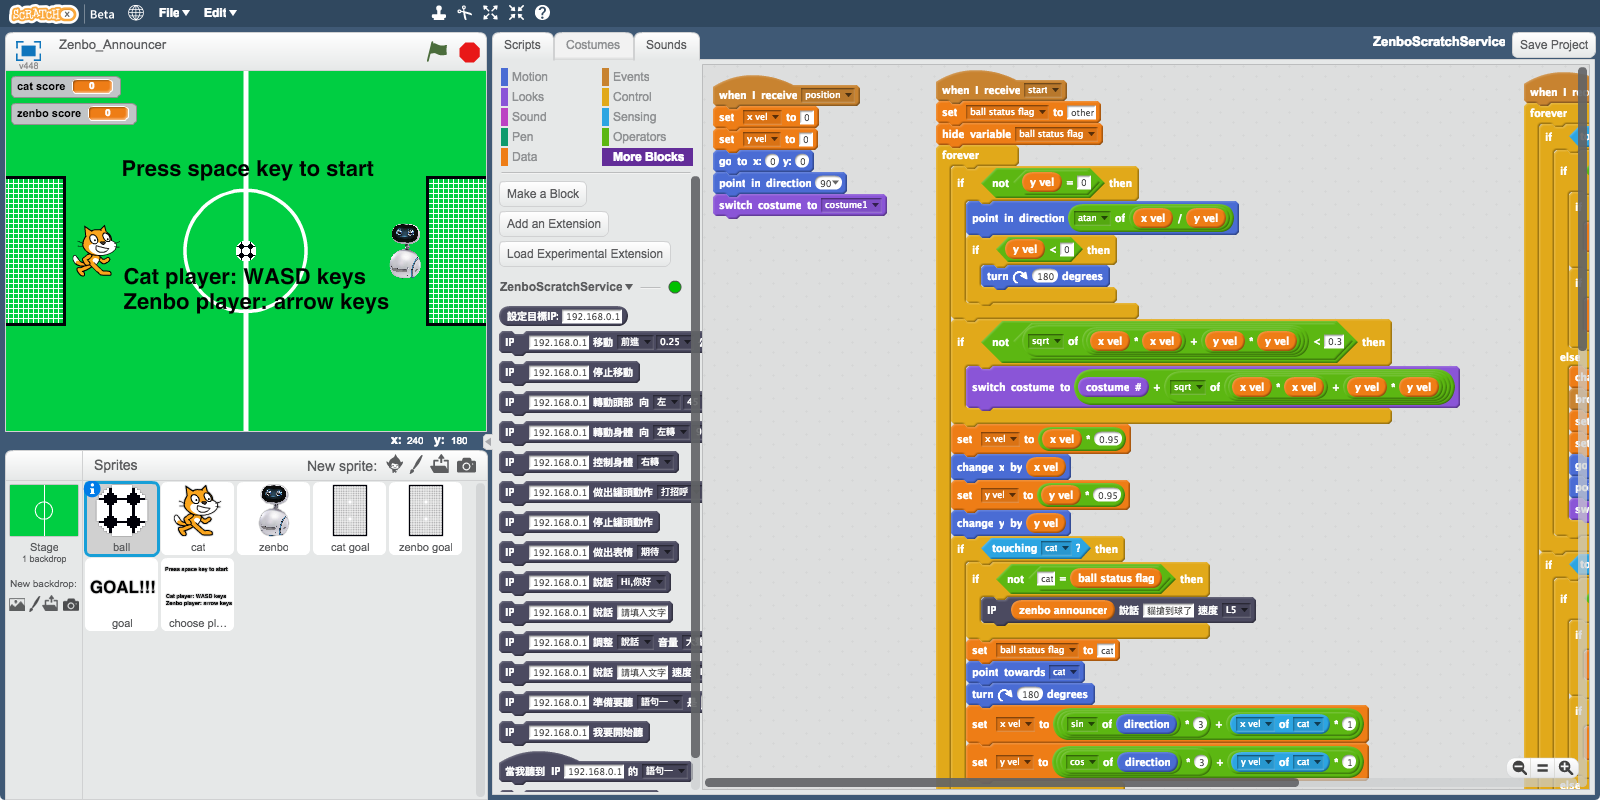 SCRATCHX
Beta
File
Edit
Zenbo_Announcer
v448
cat score 0
zenbo score 0
Press space key to start
Cat player: WASD keys
Zenbo player: arrow keys
x: 240 y: 180
Sprites
New sprite:
Stage
1 backdrop
New backdrop:
ball
cat
zenbo
cat goal
zenbo goal
GOAL!!!
Press space key to start
Cat player: WASD keys
Zenbo player: arrow keys
goal
choose pl...
Scripts
Costumes
Sounds
ZenboScratchService
Save Project
Motion
Events
Looks
Control
Sound
Sensing
Pen
Operators
Data
More Blocks
Make a Block
Add an Extension
Load Experimental Extension
ZenboScratchService
設定目標IP: 192.168.0.1
IP 192.168.0.1 移動 前進 0.25
IP 192.168.0.1 停止移動
IP 192.168.0.1 轉動頭部 向 左
IP 192.168.0.1 轉動身體 向 左轉
IP 192.168.0.1 控制身體 右轉
IP 192.168.0.1 做出罐頭動作 打招呼
IP 192.168.0.1 停止罐頭動作
IP 192.168.0.1 做出表情 期待
IP 192.168.0.1 說話 Hi,你好
IP 192.168.0.1 說話 請填入文字
IP 192.168.0.1 調整 說話 音量
IP 192.168.0.1 說話 請填入文字 速度
IP 192.168.0.1 準備要聽 語句一
IP 192.168.0.1 我要開始聽
當我聽到 IP 192.168.0.1 的 語句一
when I receive position
set x vel to 0
set y vel to 0
go to x: 0 y: 0
point in direction 90
switch costume to costume1
when I receive start
set ball status flag to other
hide variable ball status flag
forever
if not y vel = 0 then
point in direction atan of x vel / y vel
if y vel < 0 then
turn 180 degrees
if not sqrt of x vel * x vel + y vel * y vel < 0.3 then
switch costume to costume # + sqrt of x vel * x vel + y vel * y vel
set x vel to x vel * 0.95
change x by x vel
set y vel to y vel * 0.95
change y by y vel
if touching cat ? then
if not cat = ball status flag then
IP zenbo announcer 說話 貓搶到球了 速度 L5
set ball status flag to cat
point towards cat
turn 180 degrees
set x vel to sin of direction * 3 + x vel of cat * 1
set y vel to cos of direction * 3 + y vel of cat * 1
when I
forever
if
if
if
if